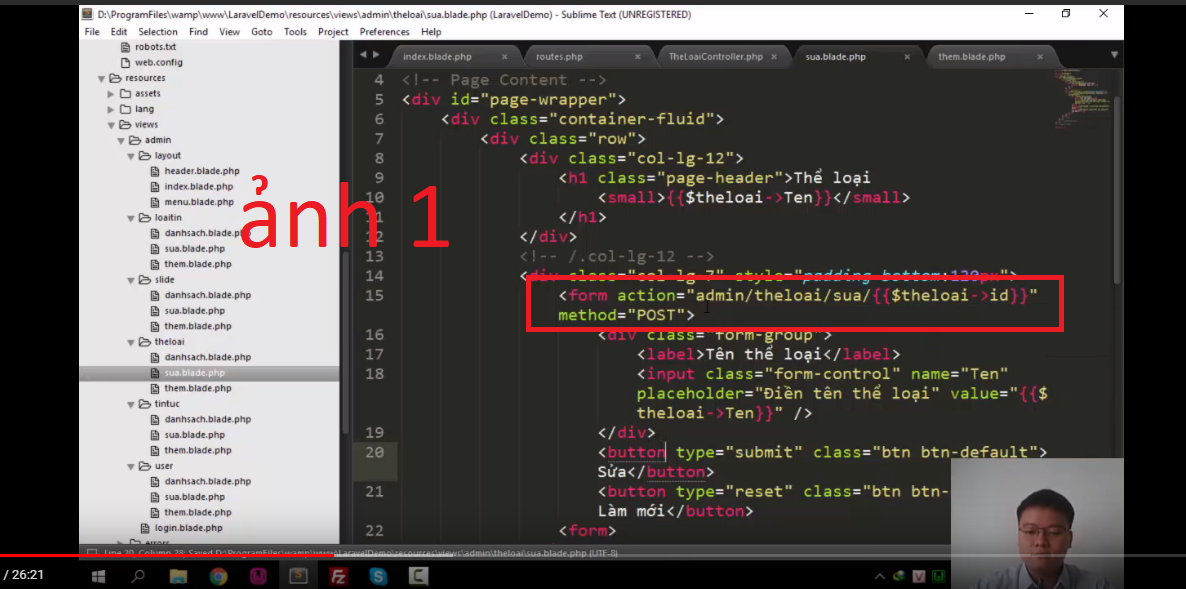 D:\ProgramFiles\wamp\www\LaravelDemo\resources\views\admin\theloai\sua.blade.php (LaravelDemo) - Sublime Text (UNREGISTERED)
File Edit Selection Find View Goto Tools Project Preferences Help
robots.txt
web.config
resources
assets
lang
views
admin
layout
header.blade.php
index.blade.php
menu.blade.php
loaitin
danhsach.blade.php
sua.blade.php
them.blade.php
slide
danhsach.blade.php
sua.blade.php
them.blade.php
theloai
danhsach.blade.php
sua.blade.php
them.blade.php
tintuc
danhsach.blade.php
sua.blade.php
them.blade.php
user
danhsach.blade.php
sua.blade.php
them.blade.php
login.blade.php
errors
ảnh 1
index.blade.php × routes.php × TheLoaiController.php × sua.blade.php × them.blade.php ×
4 <!-- Page Content -->
5 <div id="page-wrapper">
6 <div class="container-fluid">
7 <div class="row">
8 <div class="col-lg-12">
9 <h1 class="page-header">Thể loại
10 <small>{{$theloai->Ten}}</small>
11 </h1>
12 </div>
13 <!-- /.col-lg-12 -->
14 <div class="col-lg-7" style="padding-bottom:120px">
15 <form action="admin/theloai/sua/{{$theloai->id}}"
method="POST">
16 <div class="form-group">
17 <label>Tên thể loại</label>
18 <input class="form-control" name="Ten"
placeholder="Điền tên thể loại" value="{{$
theloai->Ten}}" />
19 </div>
20 <button type="submit" class="btn btn-default">
Sửa</button>
21 <button type="reset" class="btn btn-
Làm mới</button>
22 <form>
Line 20, Column 78; Saved D:\ProgramFiles\wamp\www\LaravelDemo\resources\views\admin\theloai\sua.blade.php (UTF-8)
/ 26:21